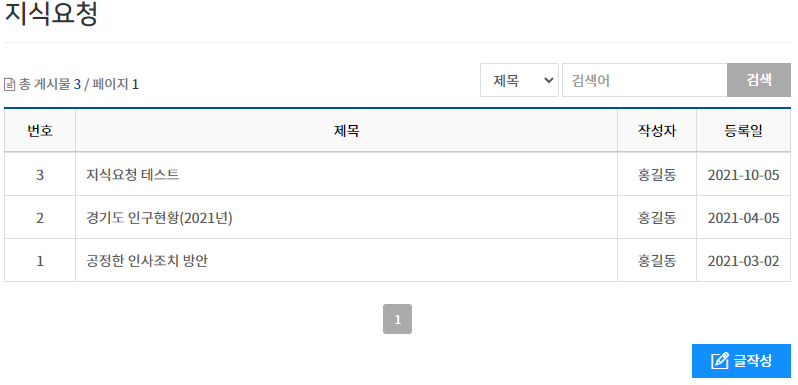 지식요청
총 게시물 3 / 페이지 1 제목 검색어 검색
번호 제목 작성자 등록일
3 지식요청 테스트 홍길동 2021-10-05
2 경기도 인구현황(2021년) 홍길동 2021-04-05
1 공정한 인사조치 방안 홍길동 2021-03-02
1
글작성